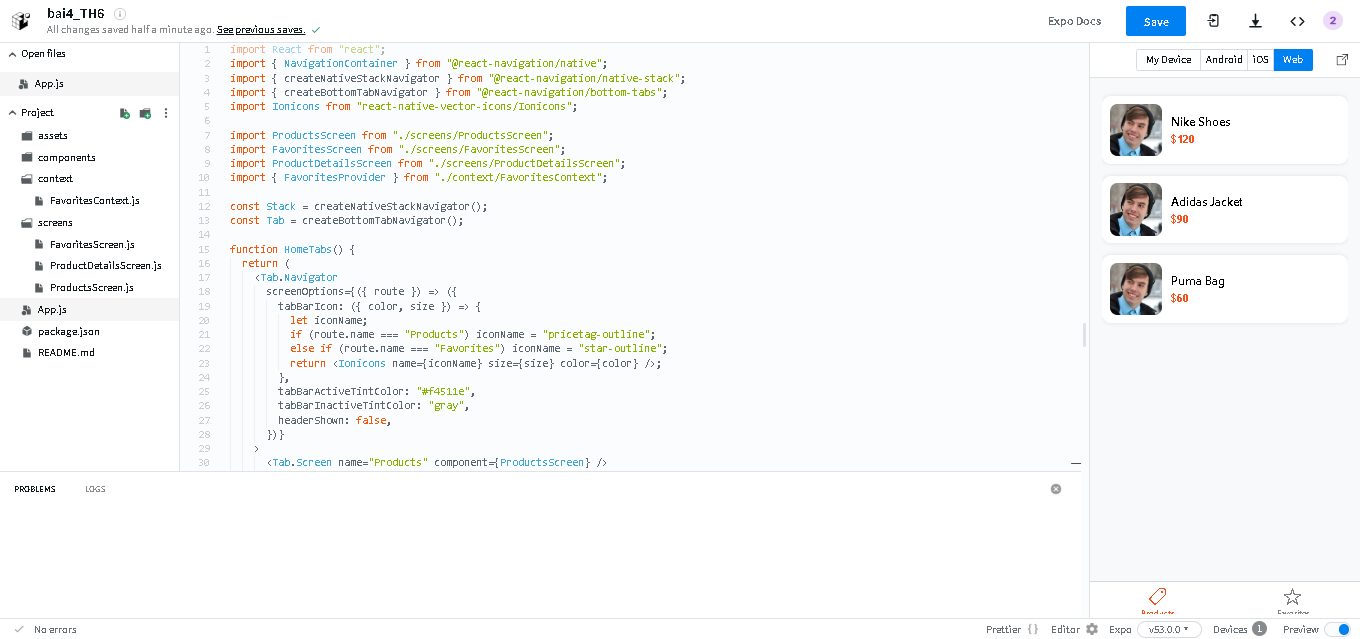 bai4_TH6
All changes saved half a minute ago. See previous saves.
Expo Docs
Save
2
Open files
App.js
Project
assets
components
context
FavoritesContext.js
screens
FavoritesScreen.js
ProductDetailsScreen.js
ProductsScreen.js
App.js
package.json
README.md
1 import React from "react";
2 import { NavigationContainer } from "@react-navigation/native";
3 import { createNativeStackNavigator } from "@react-navigation/native-stack";
4 import { createBottomTabNavigator } from "@react-navigation/bottom-tabs";
5 import Ionicons from "react-native-vector-icons/Ionicons";
6
7 import ProductsScreen from "./screens/ProductsScreen";
8 import FavoritesScreen from "./screens/FavoritesScreen";
9 import ProductDetailsScreen from "./screens/ProductDetailsScreen";
10 import { FavoritesProvider } from "./context/FavoritesContext";
11
12 const Stack = createNativeStackNavigator();
13 const Tab = createBottomTabNavigator();
14
15 function HomeTabs() {
16 return (
17 <Tab.Navigator
18 screenOptions={({ route }) => ({
19 tabBarIcon: ({ color, size }) => {
20 let iconName;
21 if (route.name === "Products") iconName = "pricetag-outline";
22 else if (route.name === "Favorites") iconName = "star-outline";
23 return <Ionicons name={iconName} size={size} color={color} />;
24 },
25 tabBarActiveTintColor: "#f4511e",
26 tabBarInactiveTintColor: "gray",
27 headerShown: false,
28 })}
29 >
30 <Tab.Screen name="Products" component={ProductsScreen} />
My Device
Android
iOS
Web
Nike Shoes
$120
Adidas Jacket
$90
Puma Bag
$60
Products
Favorites
PROBLEMS
LOGS
No errors
Prettier { }
Editor
Expo
v53.0.0
Devices 1
Preview